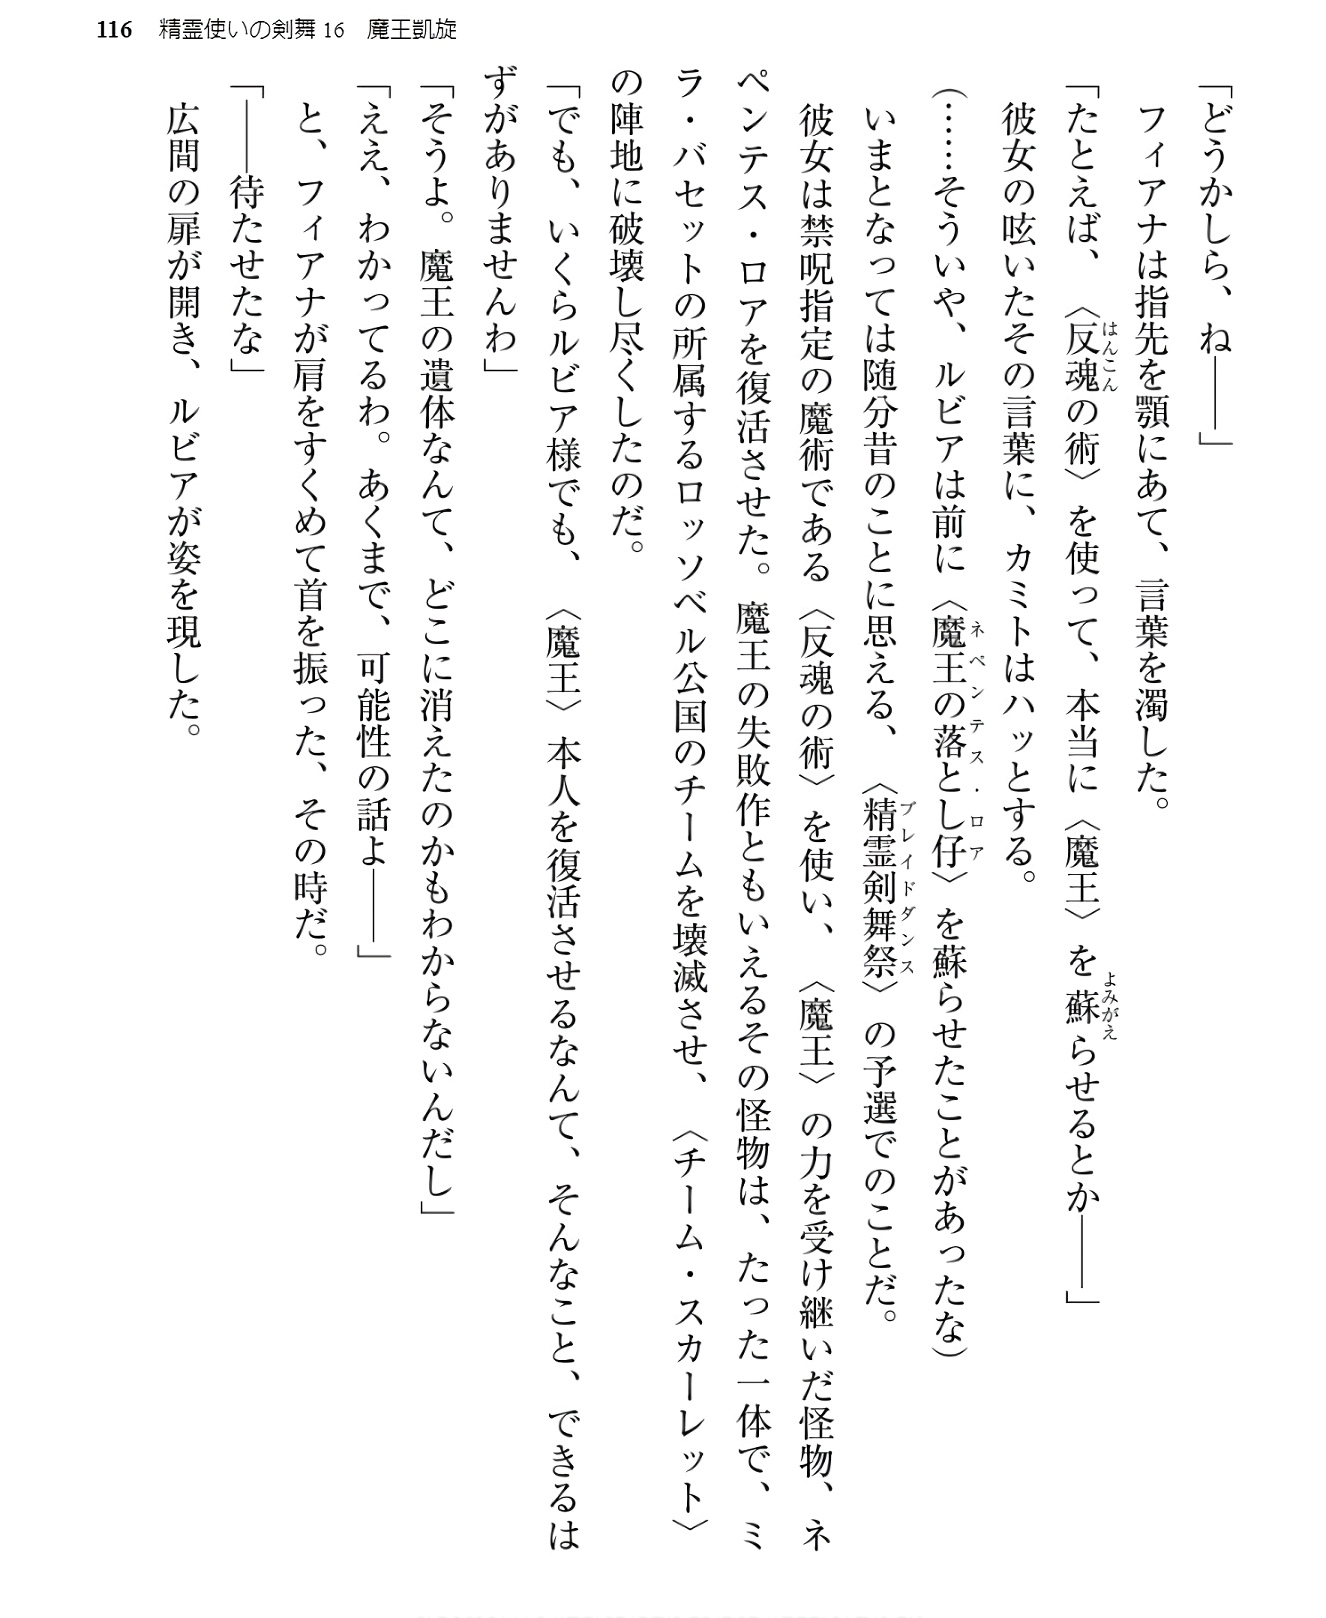 116 精霊使いの剣舞16 魔王凱旋
「どうかしら、ね――」
フィアナは指先を顎にあて、言葉を濁した。
「たとえば、〈反魂の術〉を使って、本当に〈魔王〉を蘇らせるとか――」
はんこん
よみがえ
彼女の呟いたその言葉に、カミトはハッとする。
(……そういや、ルビアは前に〈魔王の落とし仔〉を蘇らせたことがあったな)
ネペンテス・ロア
いまとなっては随分昔のことに思える、〈精霊剣舞祭〉の予選でのことだ。
ブレイドダンス
彼女は禁呪指定の魔術である〈反魂の術〉を使い、〈魔王〉の力を受け継いだ怪物、ネ
ペンテス・ロアを復活させた。魔王の失敗作ともいえるその怪物は、たった一体で、ミ
ラ・バセットの所属するロッソベル公国のチームを壊滅させ、〈チーム・スカーレット〉
の陣地に破壊し尽くしたのだ。
「でも、いくらルビア様でも、〈魔王〉本人を復活させるなんて、そんなこと、できるは
ずがありませんわ」
「そうよ。魔王の遺体なんて、どこに消えたのかもわからないんだし」
「ええ、わかってるわ。あくまで、可能性の話よ――」
と、フィアナが肩をすくめて首を振った、その時だ。
「――待たせたな」
広間の扉が開き、ルビアが姿を現した。